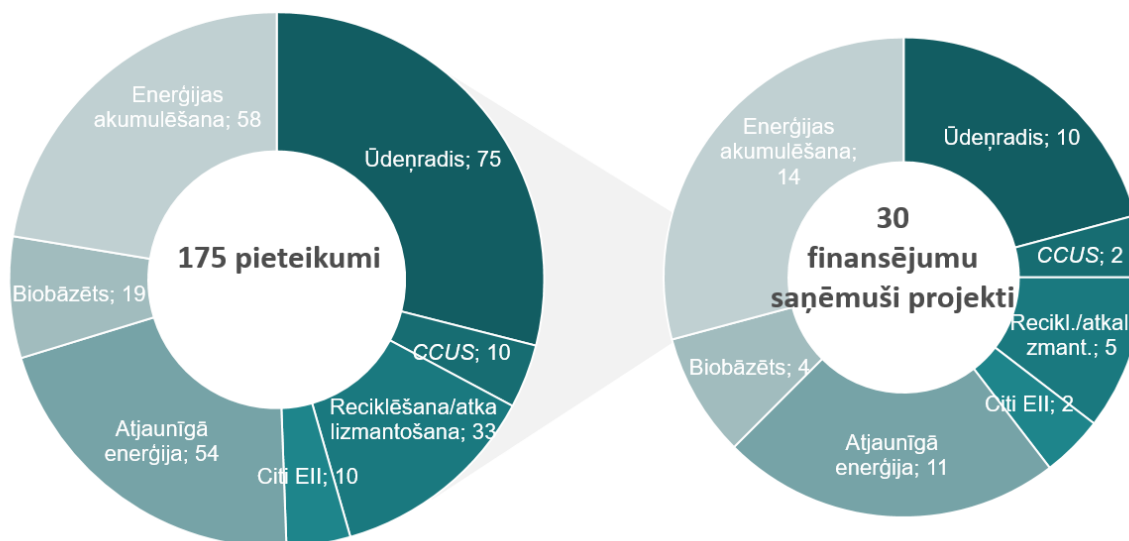 Enerģijas
akumulēšana; 58
Ūdeņradis; 75
175 pieteikumi
Biobāzēts; 19
CCUS; 10
Reciklēšana/atka
lizmantošana; 33
Atjaunīgā
enerģija; 54
Citi EII; 10
Enerģijas
akumulēšana;
14
Ūdeņradis; 10
30
finansējumu
saņēmuši projekti
CCUS; 2
Recikl./atkal
zmant.; 5
Biobāzēts; 4
Citi EII; 2
Atjaunīgā
enerģija; 11